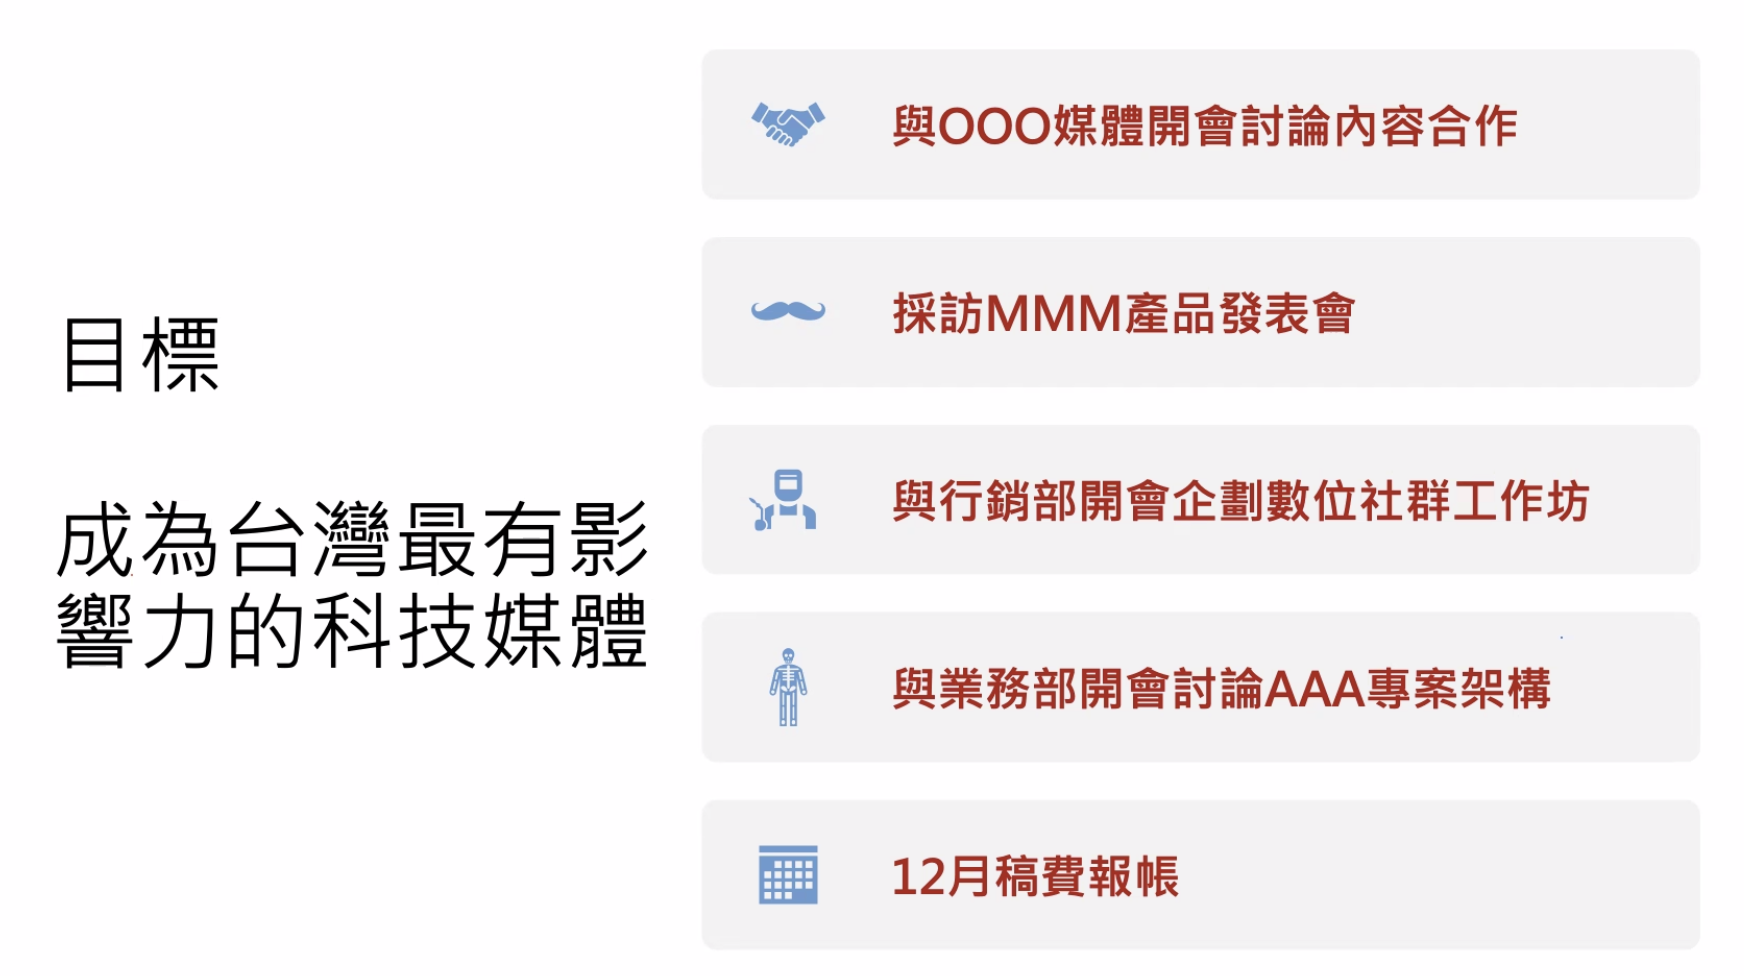 目標
成為台灣最有影
響力的科技媒體
與OOO媒體開會討論內容合作
採訪MMM產品發表會
與行銷部開會企劃數位社群工作坊
與業務部開會討論AAA專案架構
12月稿費報帳